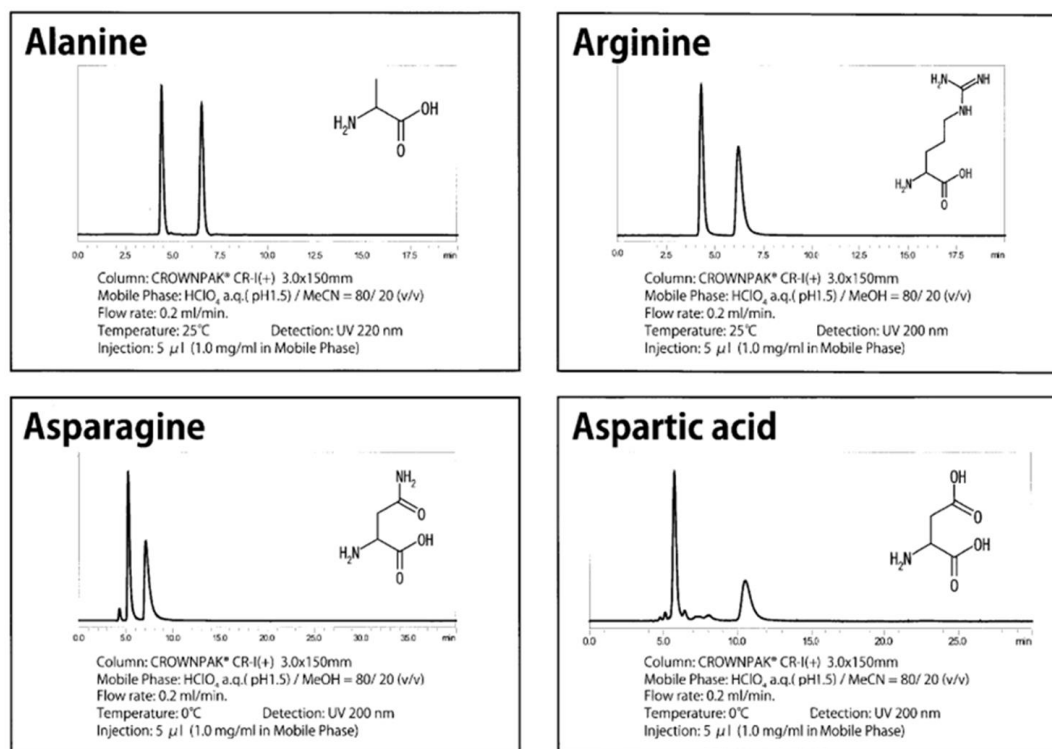 Alanine
H₂N
OH
O
0.0 2.5 5.0 7.5 10.0 12.5 15.0 17.5 min
Column: CROWNPAK® CR-I(+) 3.0x150mm
Mobile Phase: HClO₄ a.q.( pH1.5) / MeCN = 80/ 20 (v/v)
Flow rate: 0.2 ml/min.
Temperature: 25℃ Detection: UV 220 nm
Injection: 5 μl (1.0 mg/ml in Mobile Phase)
Arginine
H₂N NH
NH
H₂N
OH
O
0.0 2.5 5.0 7.5 10.0 12.5 15.0 17.5 min
Column: CROWNPAK® CR-I(+) 3.0x150mm
Mobile Phase: HClO₄ a.q.( pH1.5) / MeOH = 80/ 20 (v/v)
Flow rate: 0.2 ml/min.
Temperature: 25℃ Detection: UV 200 nm
Injection: 5 μl (1.0 mg/ml in Mobile Phase)
Asparagine
NH₂
O
H₂N
OH
O
0.0 5.0 10.0 15.0 20.0 25.0 30.0 35.0 min
Column: CROWNPAK® CR-I(+) 3.0x150mm
Mobile Phase: HClO₄ a.q.( pH1.5) / MeOH = 80/ 20 (v/v)
Flow rate: 0.2 ml/min.
Temperature: 0℃ Detection: UV 200 nm
Injection: 5 μl (1.0 mg/ml in Mobile Phase)
Aspartic acid
OH
O
H₂N
OH
O
0.0 5.0 10.0 15.0 20.0 25.0 min
Column: CROWNPAK® CR-I(+) 3.0x150mm
Mobile Phase: HClO₄ a.q.( pH1.5) / MeCN = 80/ 20 (v/v)
Flow rate: 0.2 ml/min.
Temperature: 0℃ Detection: UV 200 nm
Injection: 5 μl (1.0 mg/ml in Mobile Phase)